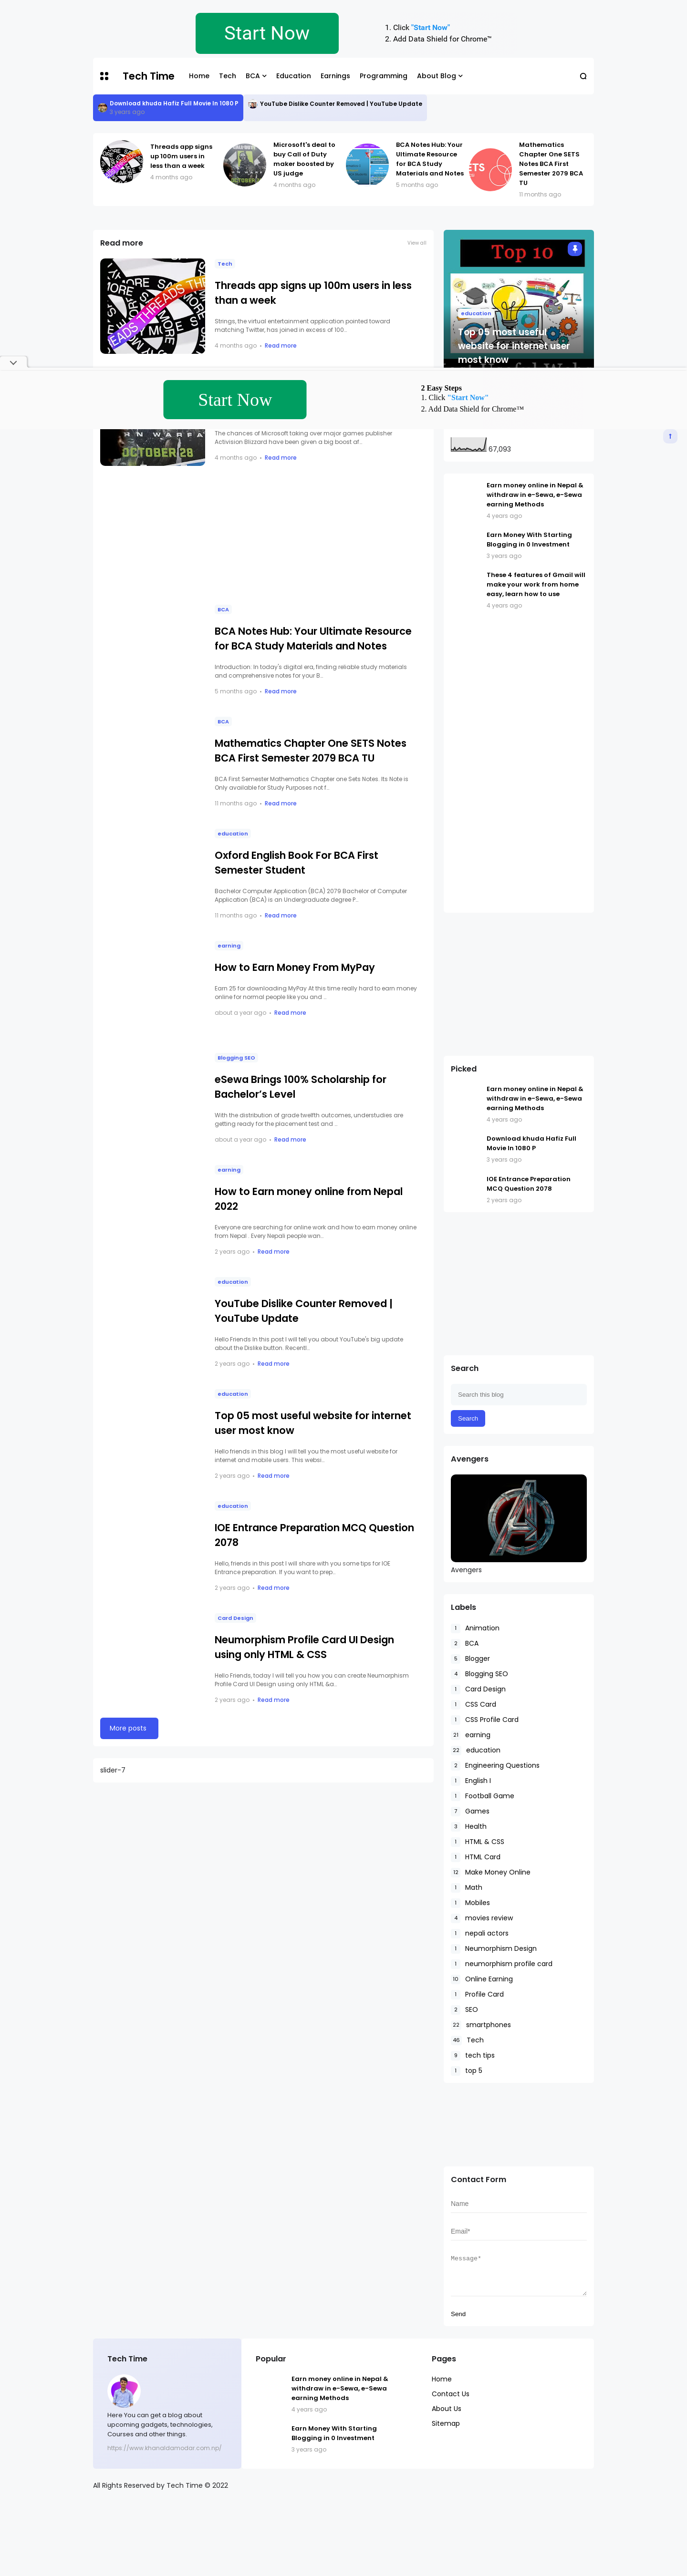 Start Now
1. Click "Start Now"
2. Add Data Shield for Chrome™
Tech Time
Home
Tech
BCA
Education
Earnings
Programming
About Blog
Download khuda Hafiz Full Movie In 1080 P
3 years ago
YouTube Dislike Counter Removed | YouTube Update
Threads app signs
up 100m users in
less than a week
4 months ago
Microsoft's deal to
buy Call of Duty
maker boosted by
US judge
4 months ago
BCA Notes Hub: Your
Ultimate Resource
for BCA Study
Materials and Notes
5 months ago
Mathematics
Chapter One SETS
Notes BCA First
Semester 2079 BCA
TU
11 months ago
Read more
View all
Tech
Threads app signs up 100m users in less
than a week
Stnings, the virtual entertainment application pointed toward
matching Twitter, has joined in excess of 100…
4 months ago • Read more
Top 10
education
Top 05 most useful
website for internet user
most know
Start Now
2 Easy Steps
1. Click "Start Now"
2. Add Data Shield for Chrome™
OCTOBER 28
The chances of Microsoft taking over major games publisher
Activision Blizzard have been given a big boost af…
4 months ago • Read more
67,093
Earn money online in Nepal &
withdraw in e-Sewa, e-Sewa
earning Methods
4 years ago
Earn Money With Starting
Blogging in 0 Investment
3 years ago
These 4 features of Gmail will
make your work from home
easy, learn how to use
4 years ago
BCA
BCA Notes Hub: Your Ultimate Resource
for BCA Study Materials and Notes
Introduction: In today's digital era, finding reliable study materials
and comprehensive notes for your B…
5 months ago • Read more
BCA
Mathematics Chapter One SETS Notes
BCA First Semester 2079 BCA TU
BCA First Semester Mathematics Chapter one Sets Notes. Its Note is
Only available for Study Purposes not f…
11 months ago • Read more
education
Oxford English Book For BCA First
Semester Student
Bachelor Computer Application (BCA) 2079 Bachelor of Computer
Application (BCA) is an Undergraduate degree P…
11 months ago • Read more
earning
How to Earn Money From MyPay
Earn 25 for downloading MyPay At this time really hard to earn money
online for normal people like you and …
about a year ago • Read more
Blogging SEO
eSewa Brings 100% Scholarship for
Bachelor's Level
With the distribution of grade twelfth outcomes, understudies are
getting ready for the placement test and …
about a year ago • Read more
Picked
Earn money online in Nepal &
withdraw in e-Sewa, e-Sewa
earning Methods
4 years ago
Download khuda Hafiz Full
Movie In 1080 P
3 years ago
IOE Entrance Preparation
MCQ Question 2078
2 years ago
earning
How to Earn money online from Nepal
2022
Everyone are searching for online work and how to earn money online
from Nepal . Every Nepali people wan…
2 years ago • Read more
education
YouTube Dislike Counter Removed |
YouTube Update
Hello Friends In this post I will tell you about YouTube's big update
about the Dislike button. Recentl…
2 years ago • Read more
education
Top 05 most useful website for internet
user most know
Hello friends in this blog I will tell you the most useful website for
internet and mobile users. This websi…
2 years ago • Read more
education
IOE Entrance Preparation MCQ Question
2078
Hello, friends in this post I will share with you some tips for IOE
Entrance preparation. If you want to prep…
2 years ago • Read more
Card Design
Neumorphism Profile Card UI Design
using only HTML & CSS
Hello Friends, today I will tell you how you can create Neumorphism
Profile Card UI Design using only HTML &a…
2 years ago • Read more
More posts
slider-7
Search
Search this blog
Search
Avengers
Avengers
Labels
1 Animation
2 BCA
5 Blogger
4 Blogging SEO
1 Card Design
1 CSS Card
1 CSS Profile Card
21 earning
22 education
2 Engineering Questions
1 English I
1 Football Game
7 Games
3 Health
1 HTML & CSS
1 HTML Card
12 Make Money Online
1 Math
1 Mobiles
4 movies review
1 nepali actors
1 Neumorphism Design
1 neumorphism profile card
10 Online Earning
1 Profile Card
2 SEO
22 smartphones
46 Tech
9 tech tips
1 top 5
Contact Form
Name
Email*
Message*
Send
Tech Time
Here You can get a blog about
upcoming gadgets, technologies,
Courses and other things.
https://www.khanaldamodar.com.np/
Popular
Earn money online in Nepal &
withdraw in e-Sewa, e-Sewa
earning Methods
4 years ago
Earn Money With Starting
Blogging in 0 Investment
3 years ago
Pages
Home
Contact Us
About Us
Sitemap
All Rights Reserved by Tech Time © 2022